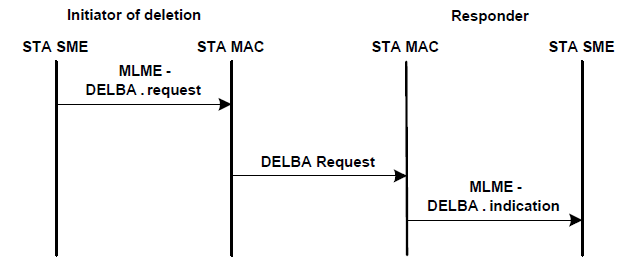 Initiator of deletion
Responder
STA SME
STA MAC
STA MAC
STA SME
MLME -
DELBA . request
DELBA Request
MLME -
DELBA . indication